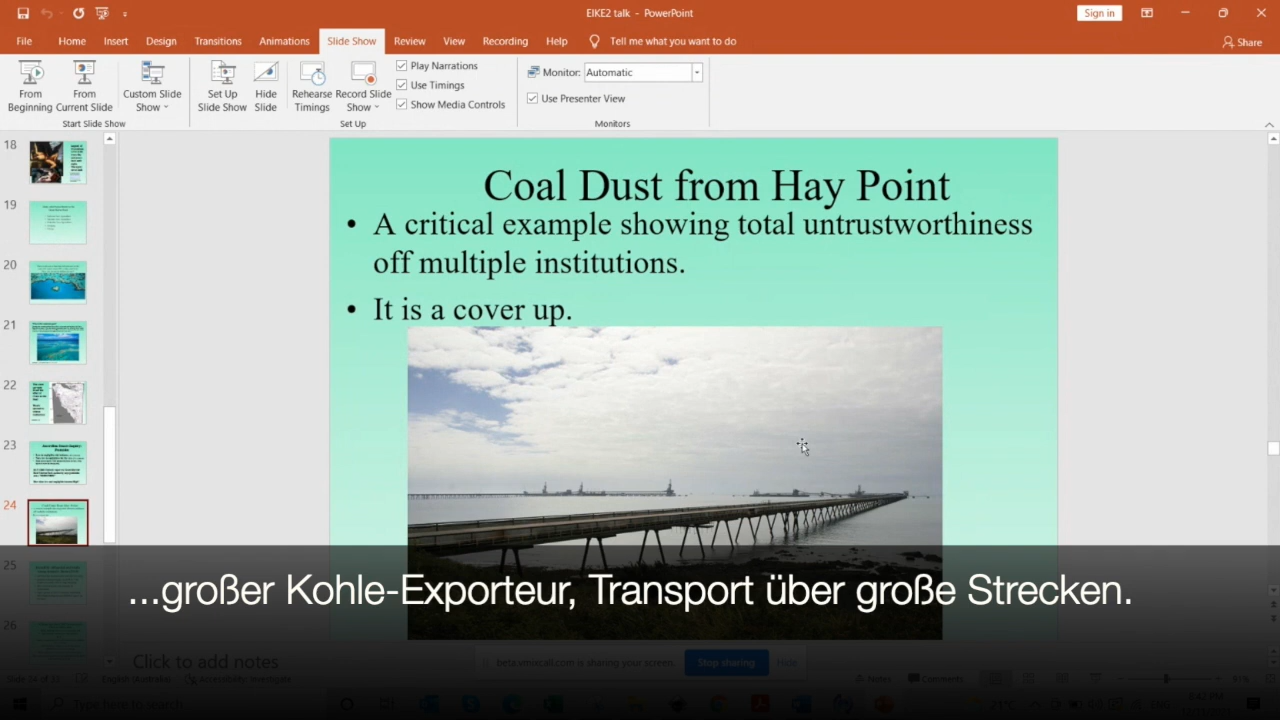 EIKE2 talk - PowerPoint
Sign in
File Home Insert Design Transitions Animations Slide Show Review View Recording Help Tell me what you want to do
Share
From Beginning
From Current Slide
Custom Slide Show
Set Up Slide Show
Hide Slide
Rehearse Timings
Record Slide Show
Play Narrations
Use Timings
Show Media Controls
Monitor: Automatic
Use Presenter View
Start Slide Show
Set Up
Monitors
18
19
20
21
22
23
24
25
26
Coal Dust from Hay Point
• A critical example showing total untrustworthiness
off multiple institutions.
• It is a cover up.
...großer Kohle-Exporteur, Transport über große Strecken.
Click to add notes
is sharing your screen.
Stop sharing
Hide
Notes
Comments
English (Australia)
Type here to search